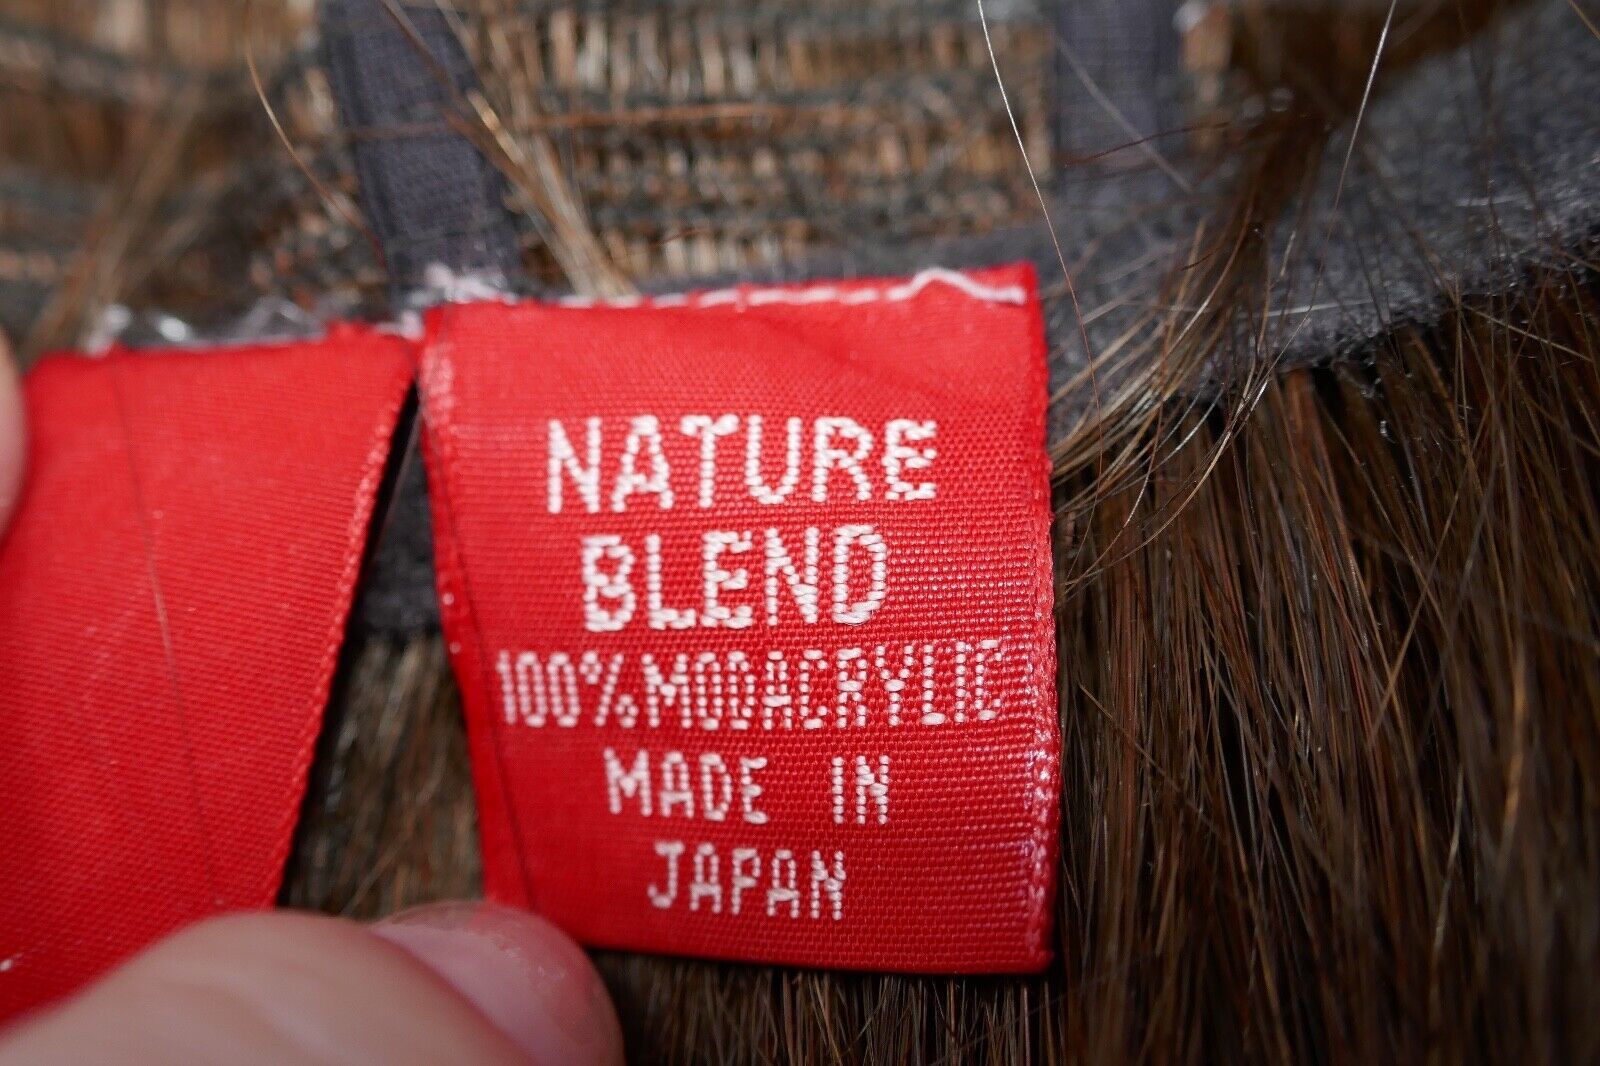 NATURE
BLEND
100% MODACRYLIC
MADE IN
JAPAN